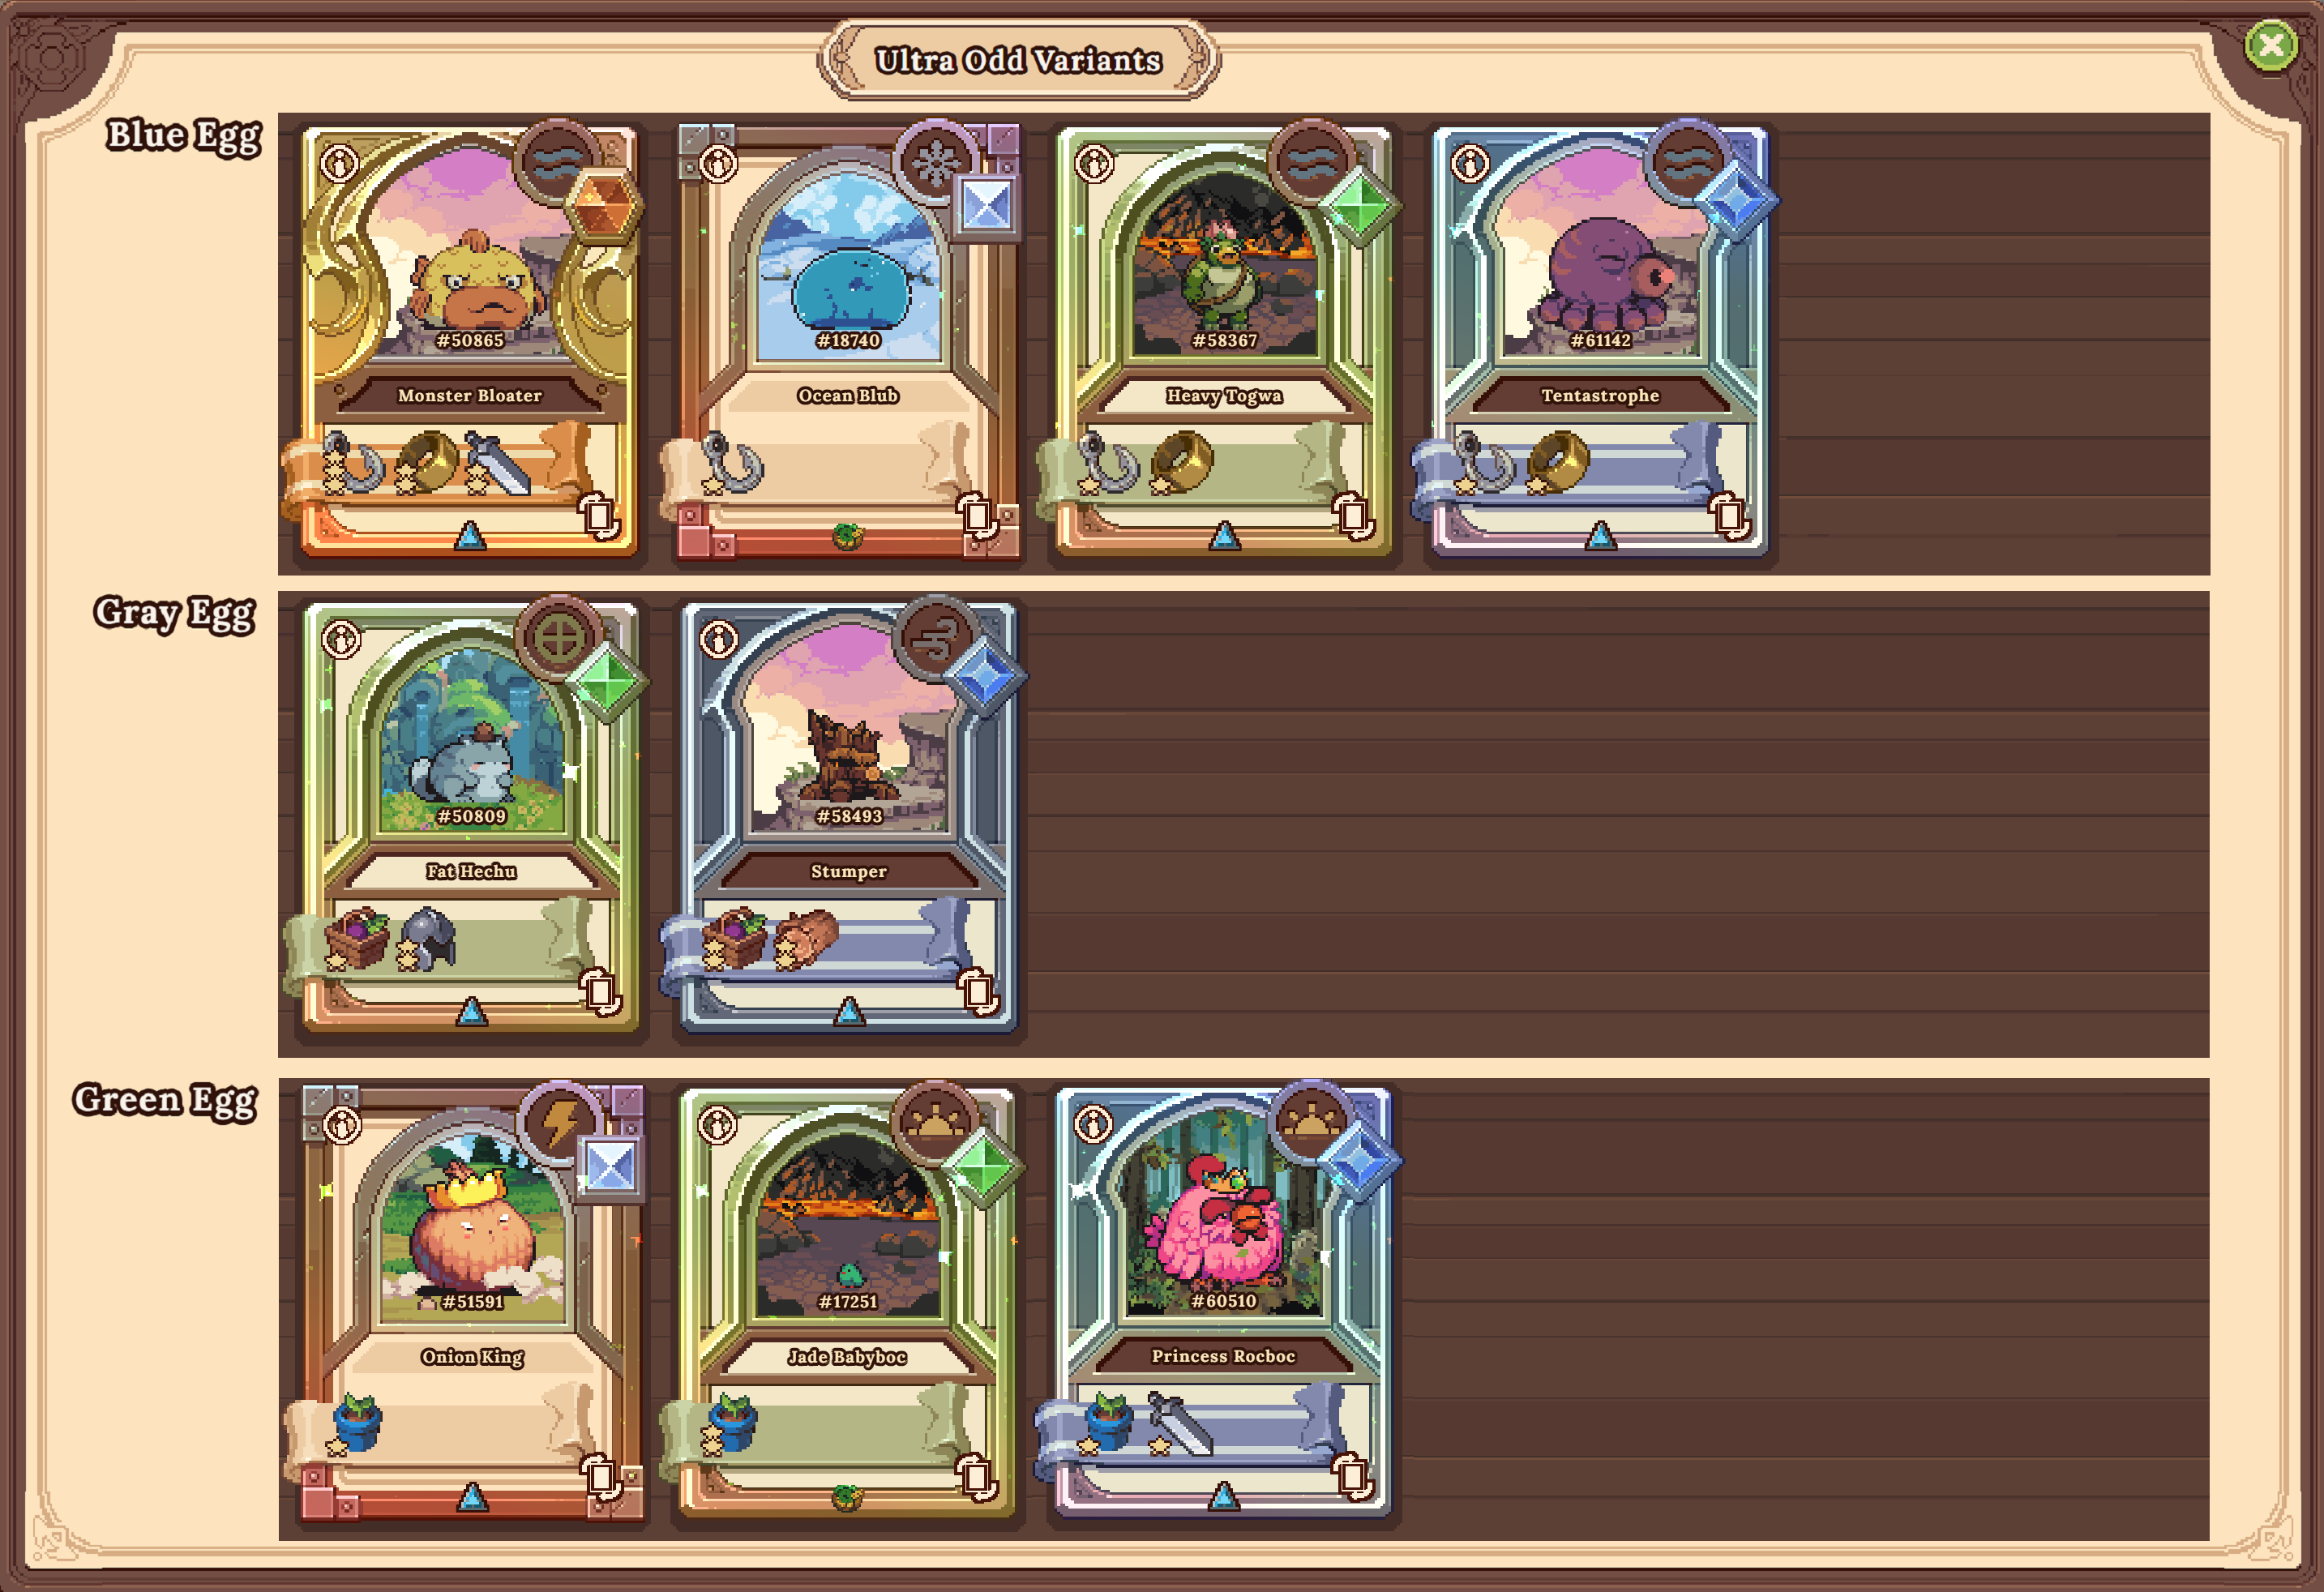 Ultra Odd Variants
Blue Egg
#50865
Monster Bloater
#18740
Ocean Blub
#58367
Heavy Togwa
#61142
Tentastrophe
Gray Egg
#50809
Fat Hechu
#58493
Stumper
Green Egg
#51591
Onion King
#17251
Jade Babyboc
#60510
Princess Rocboc